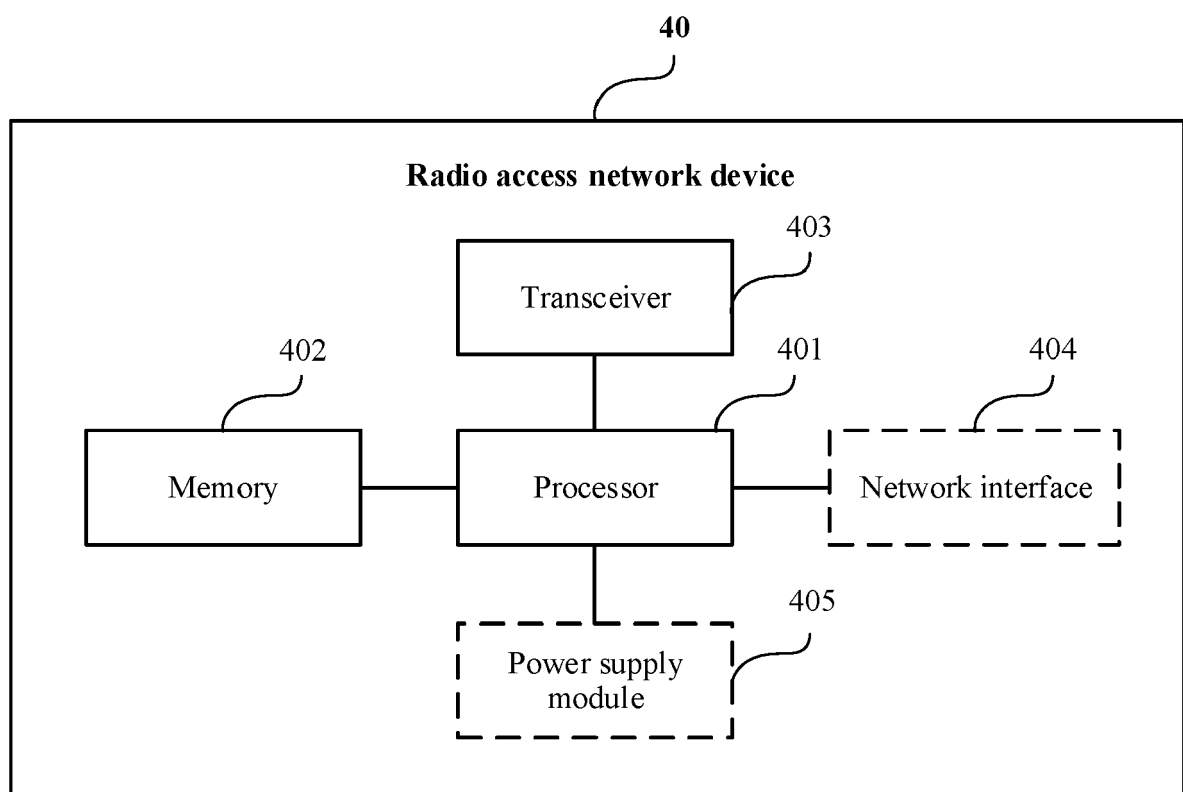 40
Radio access network device
403
Transceiver
402
401
404
Memory
Processor
Network interface
405
Power supply
module